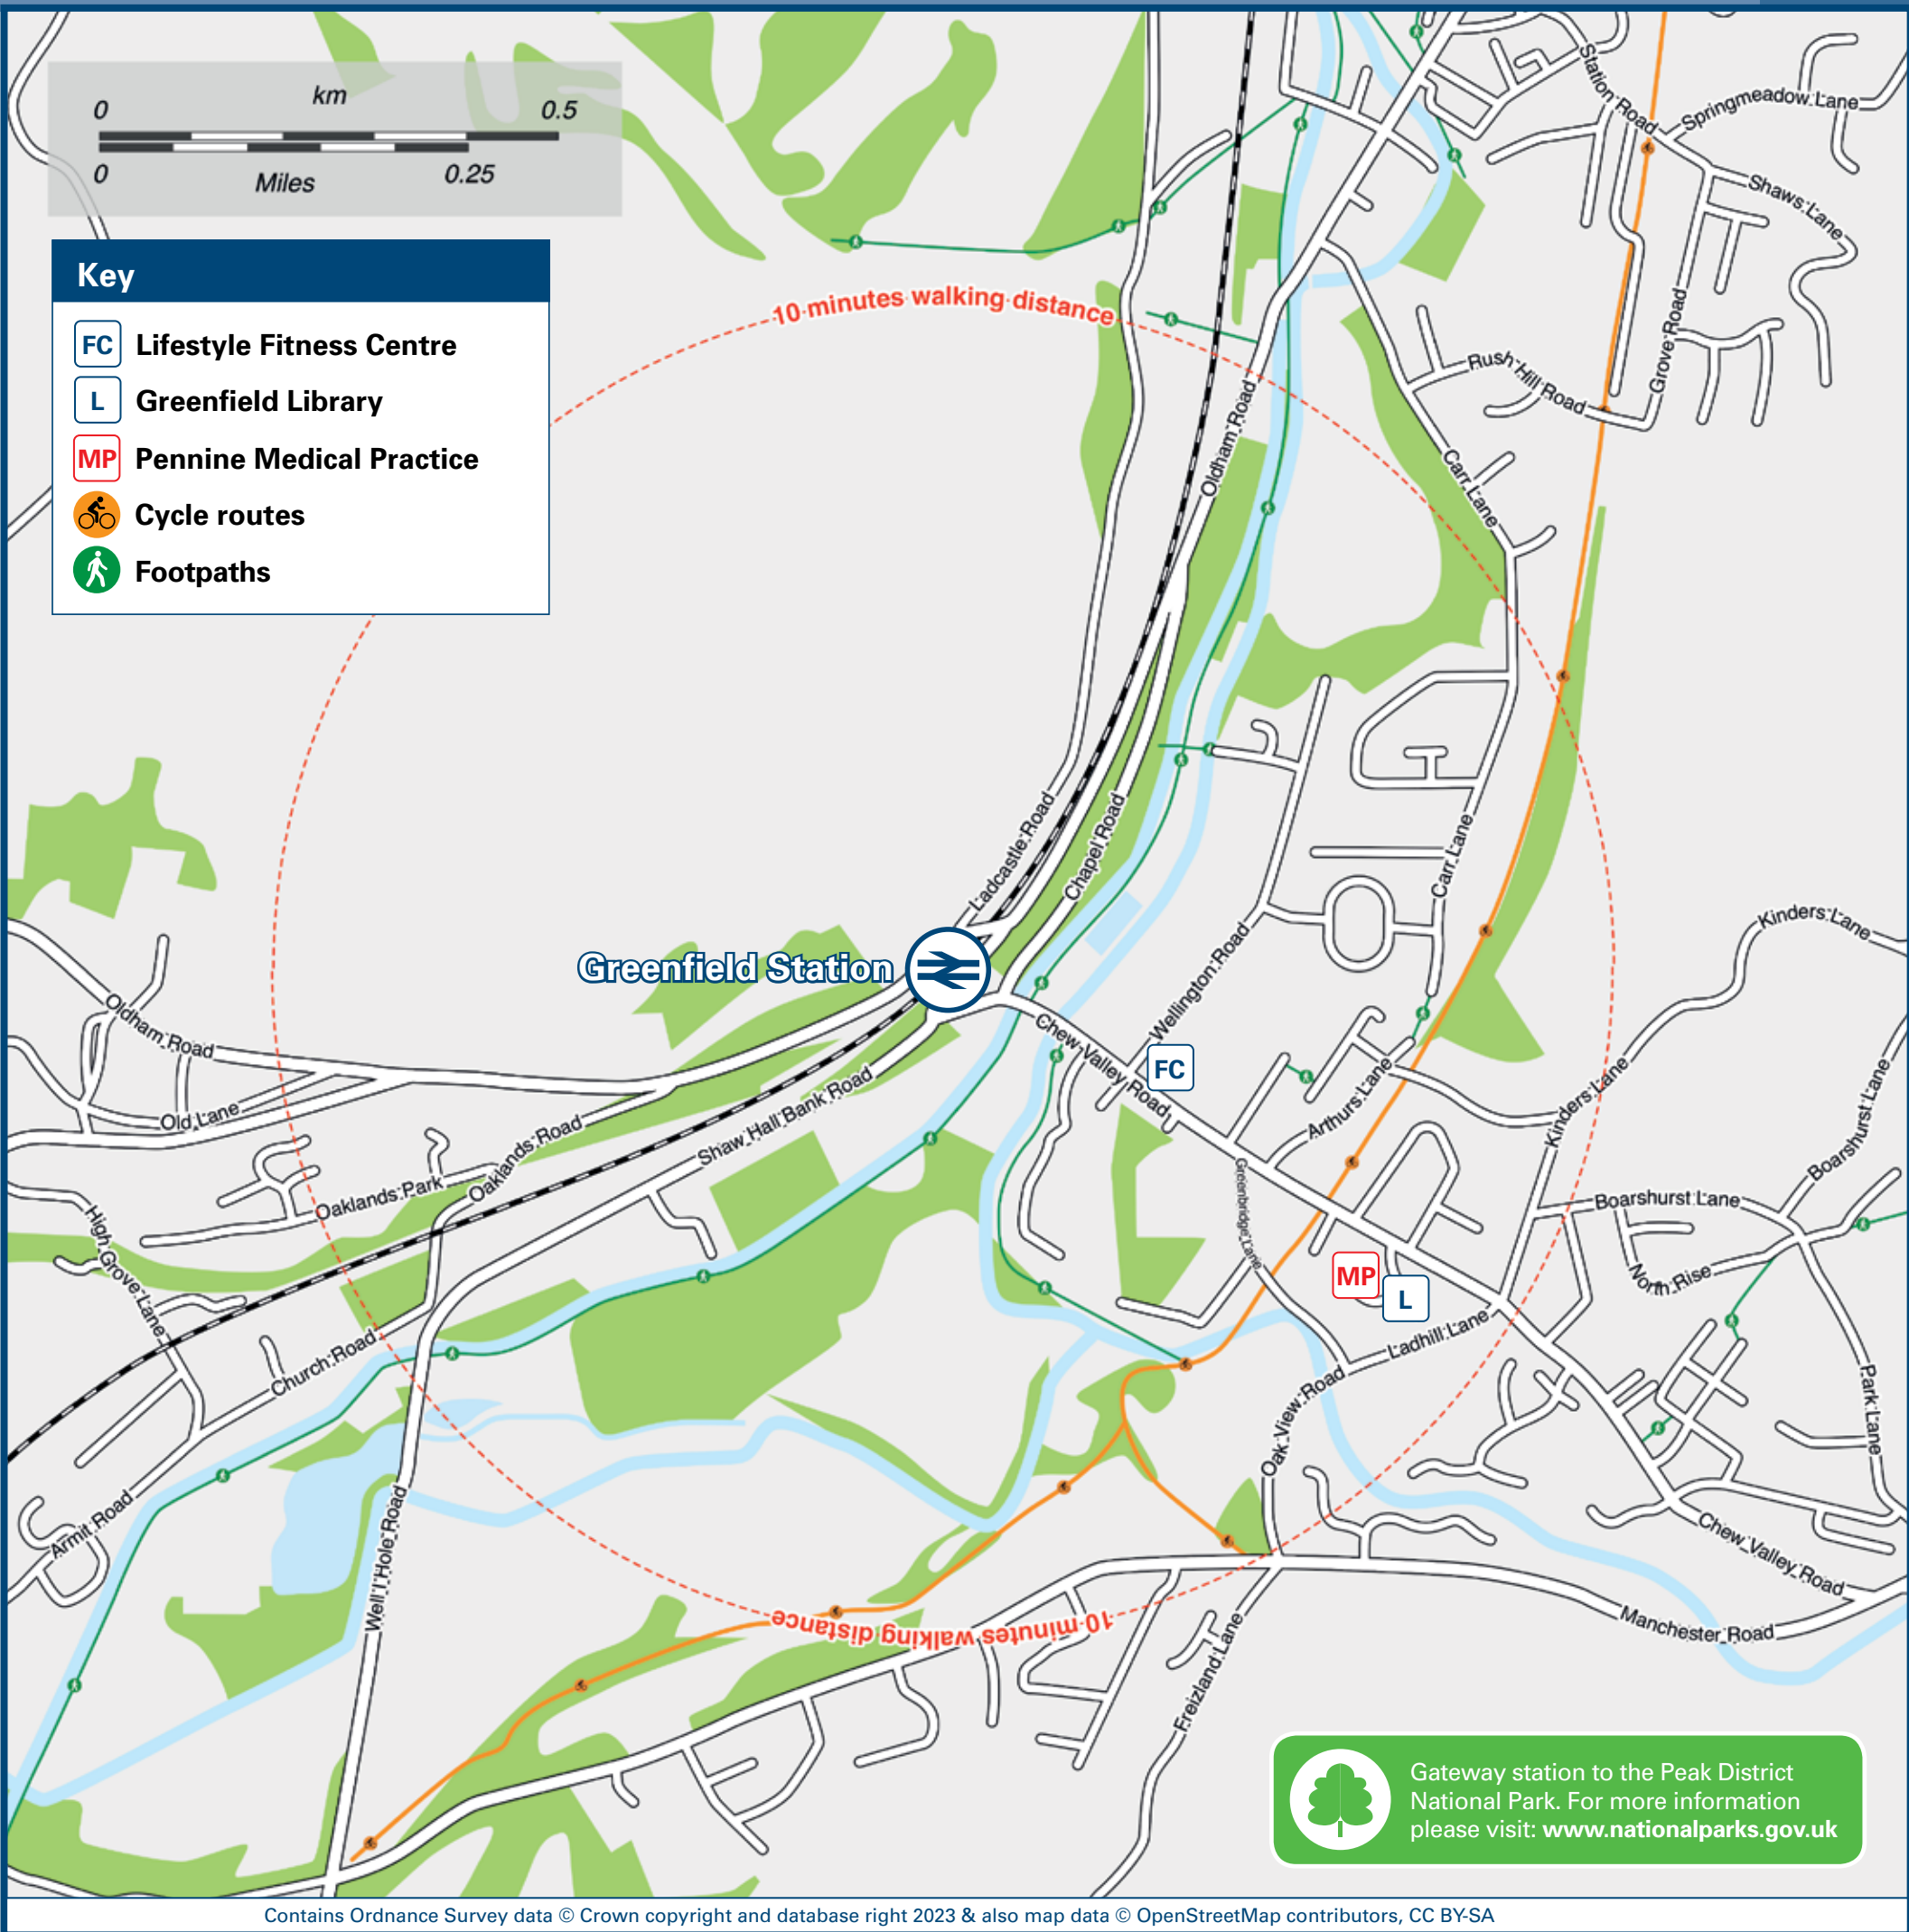 km
0 0.5
0 Miles 0.25
Key
FC Lifestyle Fitness Centre
L Greenfield Library
MP Pennine Medical Practice
Cycle routes
Footpaths
Station Road
Springmeadow Lane
Shaws Lane
10 minutes walking distance
Grove Road
Rush Hill Road
Oldham Road
Carr Lane
Ladcastle Road
Chapel Road
Carr Lane
Kinders Lane
Greenfield Station
Wellington Road
Oldham Road
Chew Valley Road
FC
Shaw Hall Bank Road
Old Lane
Arthurs Lane
Kinders Lane
Boarshurst Lane
Oaklands Road
Oaklands Park
Greenbridge Lane
Boarshurst Lane
High Grove Lane
MP
L
North Rise
Ladhill Lane
Church Road
Oak View Road
Park Lane
Armit Road
Well I Hole Road
Chew Valley Road
10 minutes walking distance
Manchester Road
Freizland Lane
Gateway station to the Peak District
National Park. For more information
please visit: www.nationalparks.gov.uk
Contains Ordnance Survey data © Crown copyright and database right 2023 & also map data © OpenStreetMap contributors, CC BY-SA